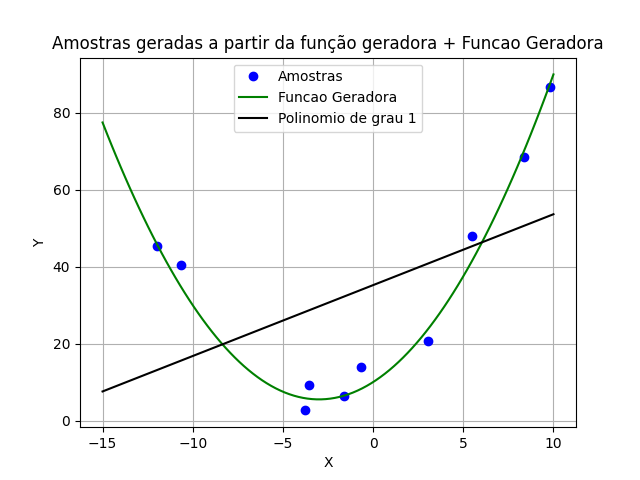 Amostras geradas a partir da função geradora + Funcao Geradora
Amostras
Funcao Geradora
Polinomio de grau 1
Y
80
60
40
20
0
−15
−10
−5
0
5
10
X